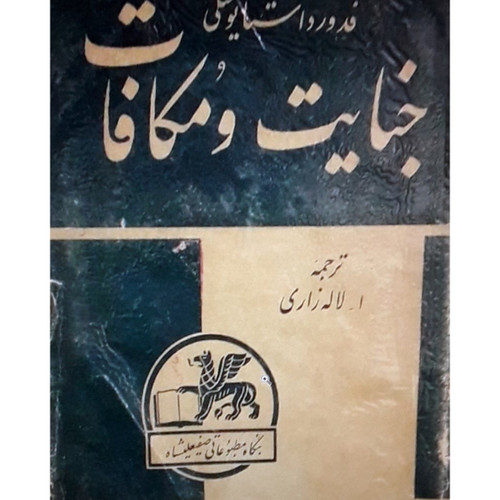 فدور داستایوسکی
جنایت و مکافات
ترجمهٔ
ا. لاله زاری
بنگاه مطبوعاتی صفیعلیشاه